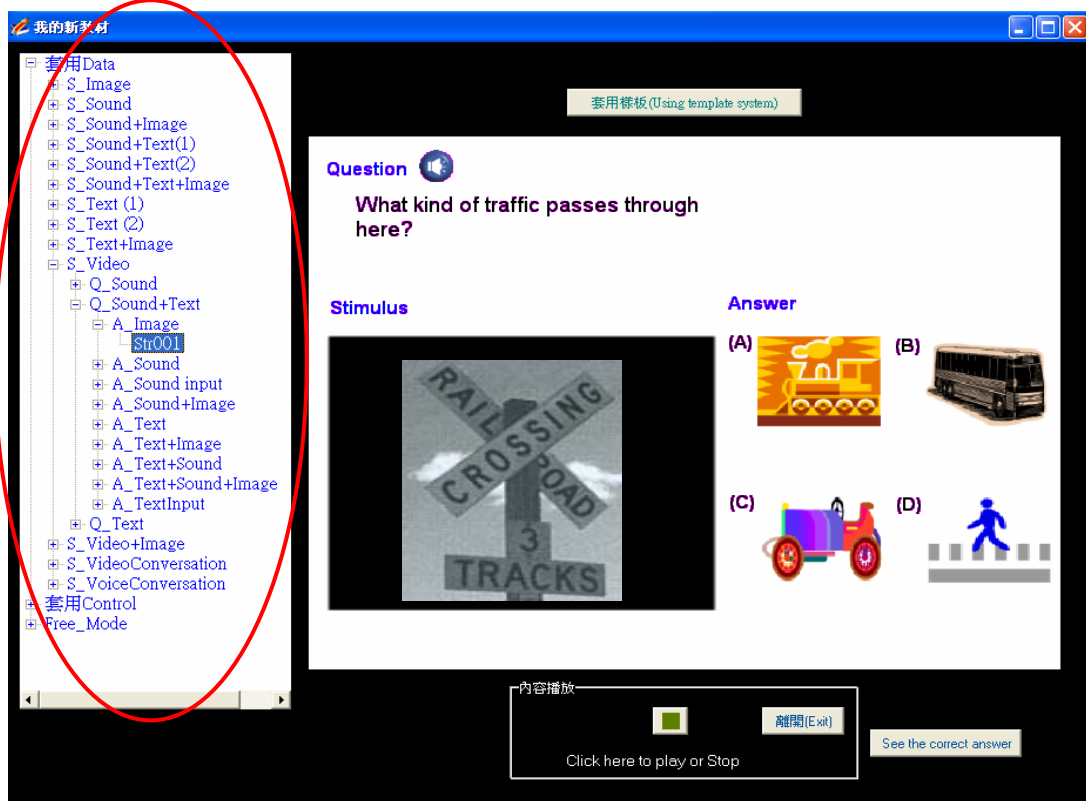 我的新教材
套用Data
S_Image
S_Sound
S_Sound+Image
S_Sound+Text(1)
S_Sound+Text(2)
S_Sound+Text+Image
S_Text (1)
S_Text (2)
S_Text+Image
S_Video
Q_Sound
Q_Sound+Text
A_Image
Str001
A_Sound
A_Sound input
A_Sound+Image
A_Text
A_Text+Image
A_Text+Sound
A_Text+Sound+Image
A_TextInput
Q_Text
S_Video+Image
S_VideoConversation
S_VoiceConversation
套用Control
Free_Mode
套用樣板(Using template system)
Question
What kind of traffic passes through
here?
Stimulus
RAIL ROAD
CROSSING
3
TRACKS
Answer
(A)
(B)
(C)
(D)
內容播放
離開(Exit)
Click here to play or Stop
See the correct answer